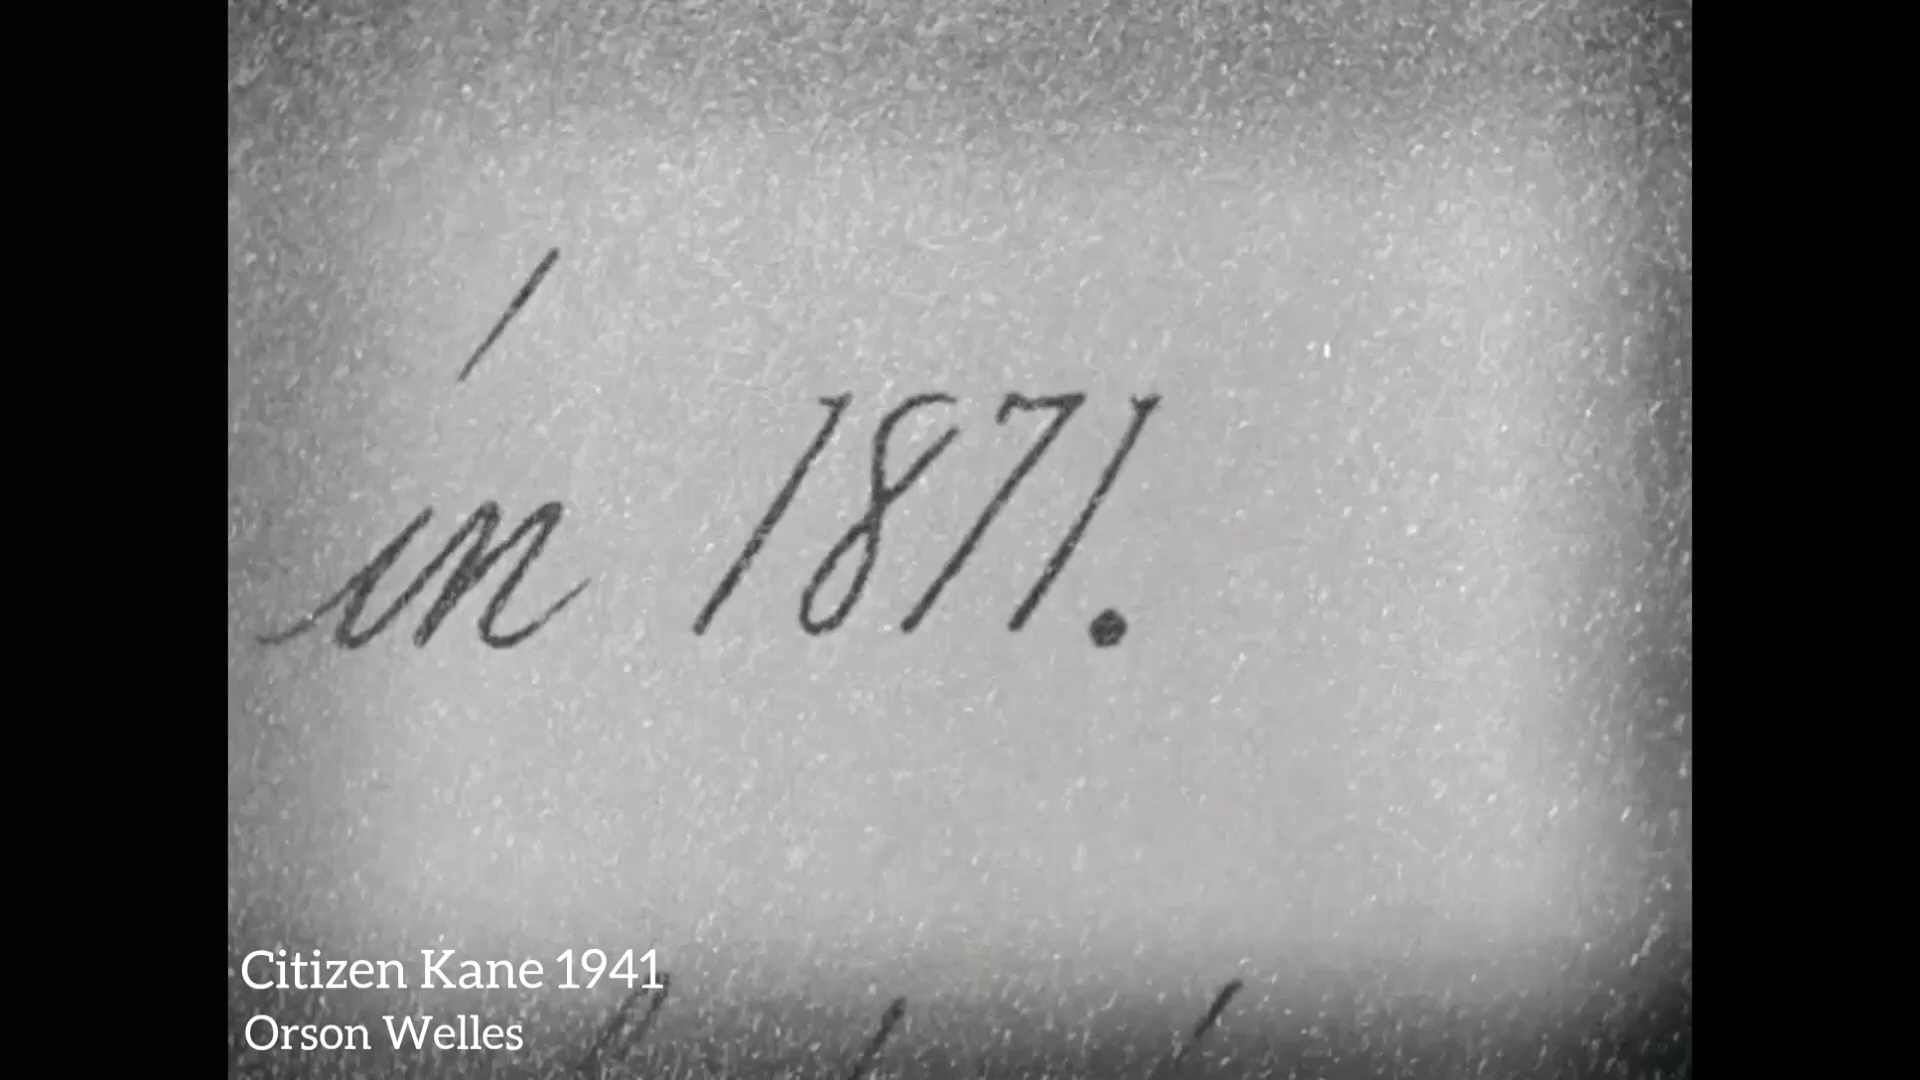 in 1871.
Citizen Kane 1941
Orson Welles